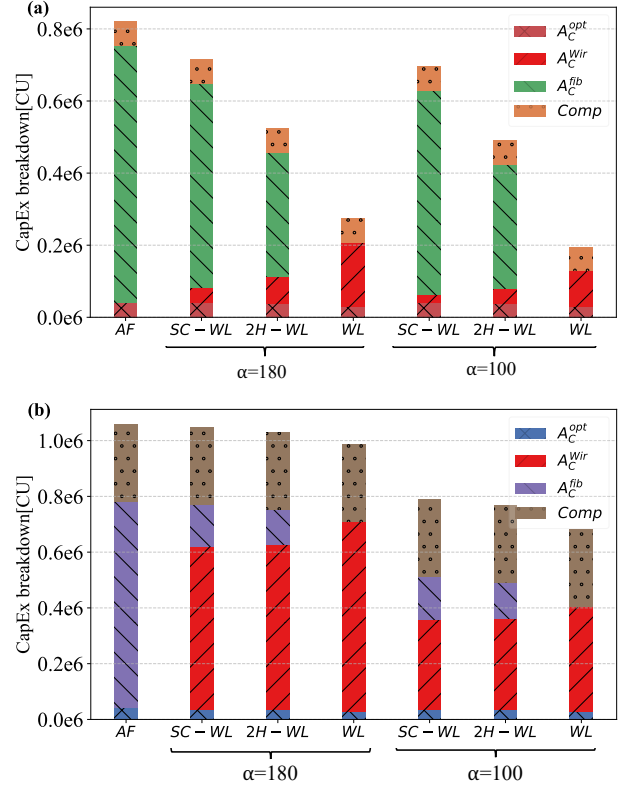 (a)
CapEx breakdown[CU]
0.8e6
0.6e6
0.4e6
0.2e6
0.0e6
A_C^opt
A_C^Wir
A_C^fib
Comp
AF SC − WL 2H − WL WL SC − WL 2H − WL WL
α=180 α=100
(b)
CapEx breakdown[CU]
1.0e6
0.8e6
0.6e6
0.4e6
0.2e6
0.0e6
A_C^opt
A_C^Wir
A_C^fib
Comp
AF SC − WL 2H − WL WL SC − WL 2H − WL WL
α=180 α=100